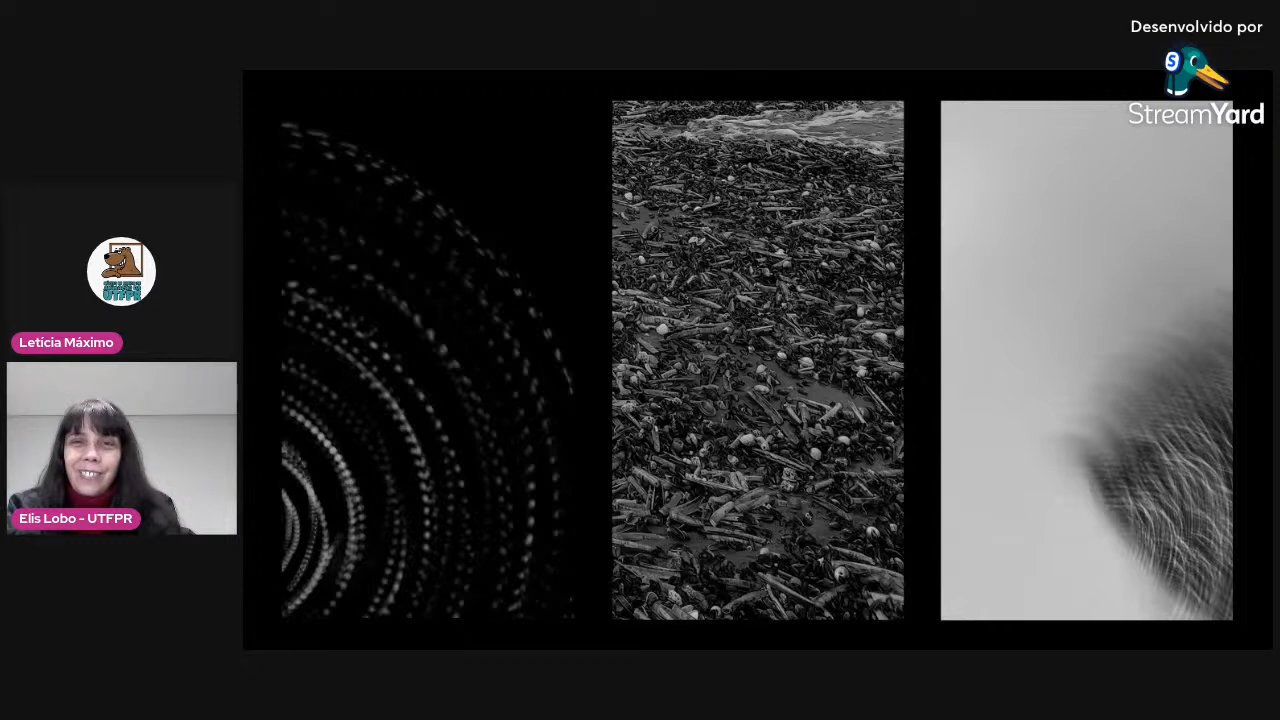 Desenvolvido por
S
StreamYard
UTFPR
Letícia Máximo
Elis Lobo - UTFPR